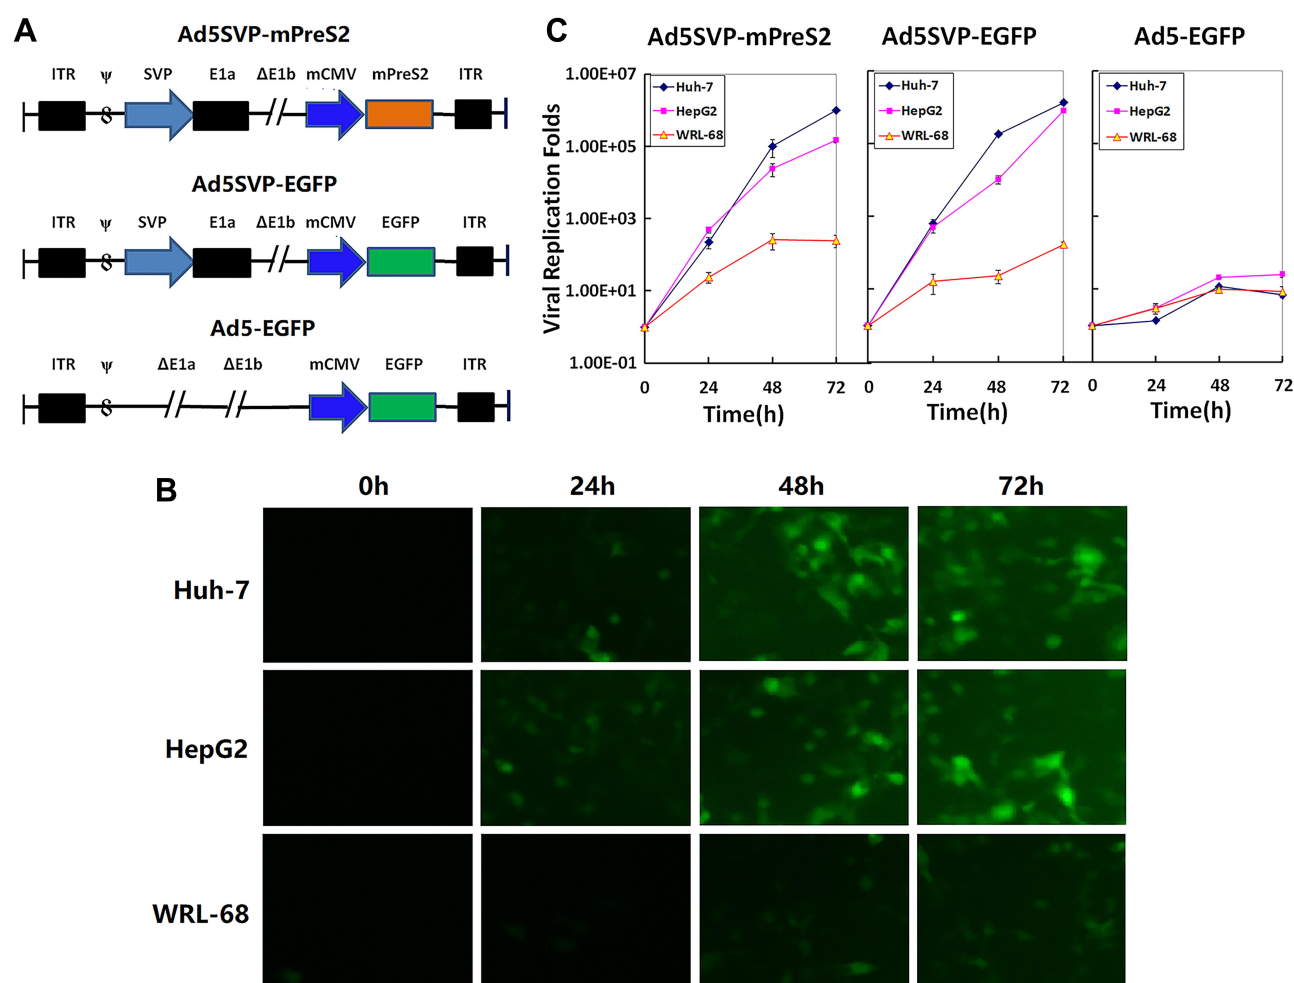 A
Ad5SVP-mPreS2
ITR ψ SVP E1a ΔE1b mCMV mPreS2 ITR
Ad5SVP-EGFP
ITR ψ SVP E1a ΔE1b mCMV EGFP ITR
Ad5-EGFP
ITR ψ ΔE1a ΔE1b mCMV EGFP ITR
C
Ad5SVP-mPreS2 Ad5SVP-EGFP Ad5-EGFP
Viral Replication Folds
1.00E+07
1.00E+05
1.00E+03
1.00E+01
1.00E-01
Huh-7
HepG2
WRL-68
0 24 48 72
Time(h)
Huh-7
HepG2
WRL-68
0 24 48 72
Time(h)
Huh-7
HepG2
WRL-68
0 24 48 72
Time(h)
B
0h 24h 48h 72h
Huh-7
HepG2
WRL-68